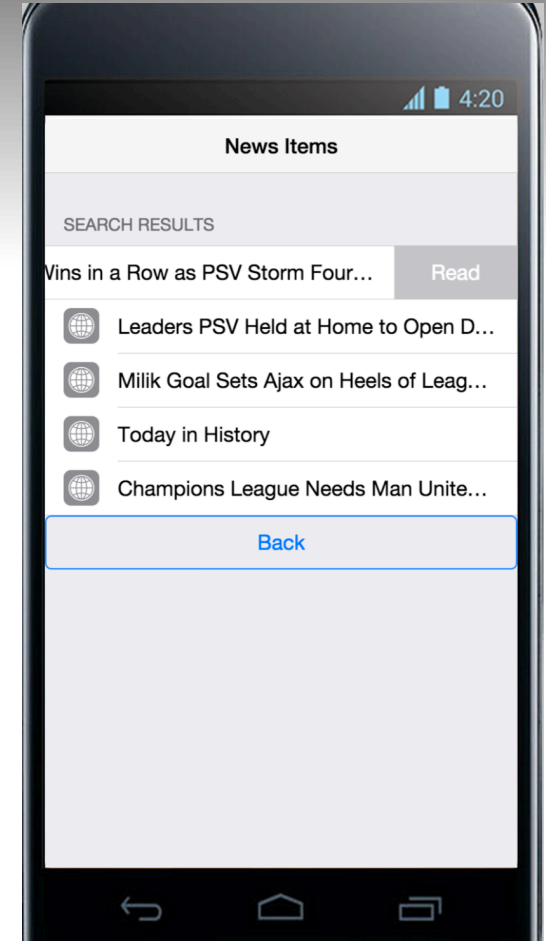 4:20
News Items
SEARCH RESULTS
Wins in a Row as PSV Storm Four... Read
Leaders PSV Held at Home to Open D...
Milik Goal Sets Ajax on Heels of Leag...
Today in History
Champions League Needs Man Unite...
Back